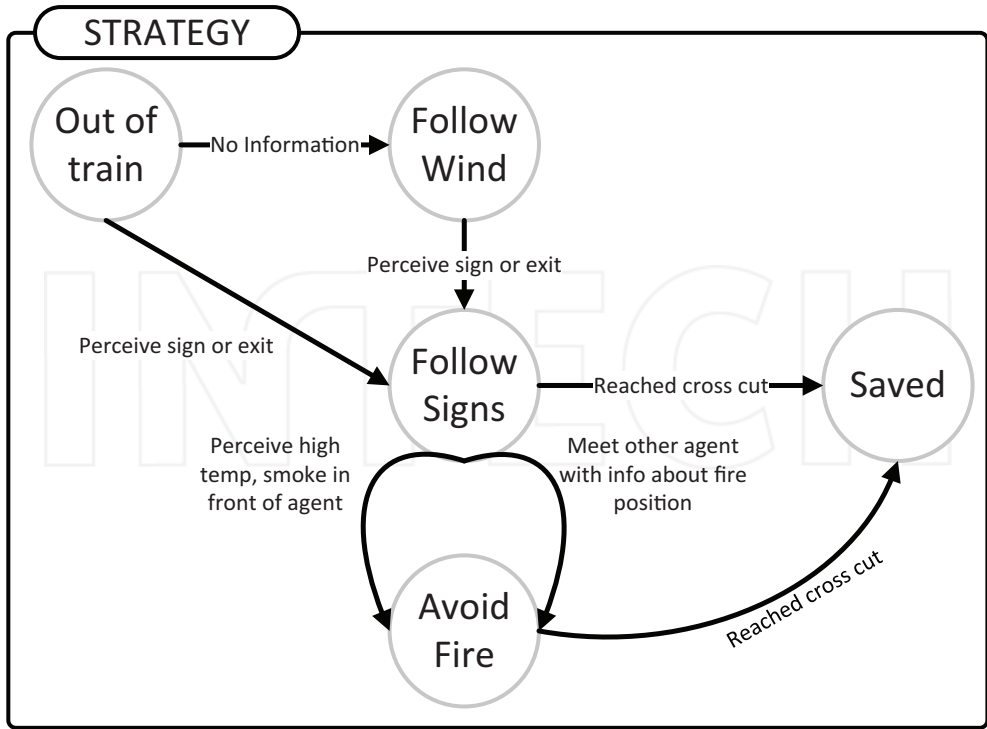 STRATEGY
Out of
train
No Information
Follow
Wind
Perceive sign or exit
Perceive sign or exit
Follow
Signs
Reached cross cut
Saved
Perceive high
temp, smoke in
front of agent
Meet other agent
with info about fire
position
Avoid
Fire
Reached cross cut
INTECH